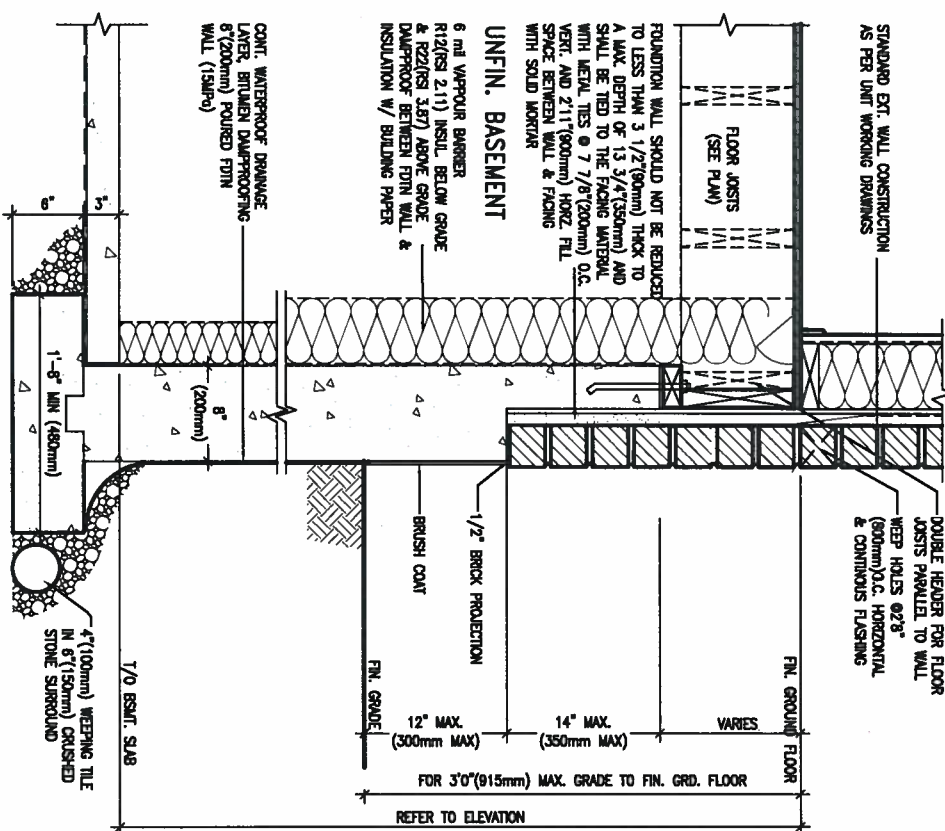 STANDARD EXT. WALL CONSTRUCTION
AS PER UNIT WORKING DRAWINGS
FLOOR JOISTS
(SEE PLAN)
FOUNDTION WALL SHOULD NOT BE REDUCED
TO LESS THAN 3 1/2"(90mm) THICK TO
A MAX. DEPTH OF 13 3/4"(350mm) AND
SHALL BE TIED TO THE FACING MATERIAL
WITH METAL TIES @ 7 7/8"(200mm) O.C.
VERT. AND 2'11"(900mm) HORZ. FILL
SPACE BETWEEN WALL & FACING
WITH SOLID MORTAR
UNFIN. BASEMENT
6 mil VAPPOUR BARRIER
R12(RSI 2.11) INSUL BELOW GRADE
& R22(RSI 3.87) ABOVE GRADE
DAMPPROOF BETWEEN FDTN WALL &
INSULATION W/ BUILDING PAPER
CONT. WATERPROOF DRAINAGE
LAYER, BITUMEN DAMPPROOFING
8"(200mm) POURED FDTN
WALL (15MPa)
6"
3"
8"
(200mm)
1'-8" MIN (480mm)
DOUBLE HEADER FOR FLOOR
JOISTS PARALLEL TO WALL
WEEP HOLES @2'8"
(800mm)O.C. HORIZONTAL
& CONTINOUS FLASHING
1/2" BRICK PROJECTION
BRUSH COAT
4"(100mm) WEEPING TILE
IN 6"(150mm) CRUSHED
STONE SURROUND
FIN. GROUND FLOOR
VARIES
14" MAX.
(350mm MAX)
12" MAX.
(300mm MAX)
FIN. GRADE
T/O BSMT. SLAB
FOR 3'0"(915mm) MAX. GRADE TO FIN. GRD. FLOOR
REFER TO ELEVATION